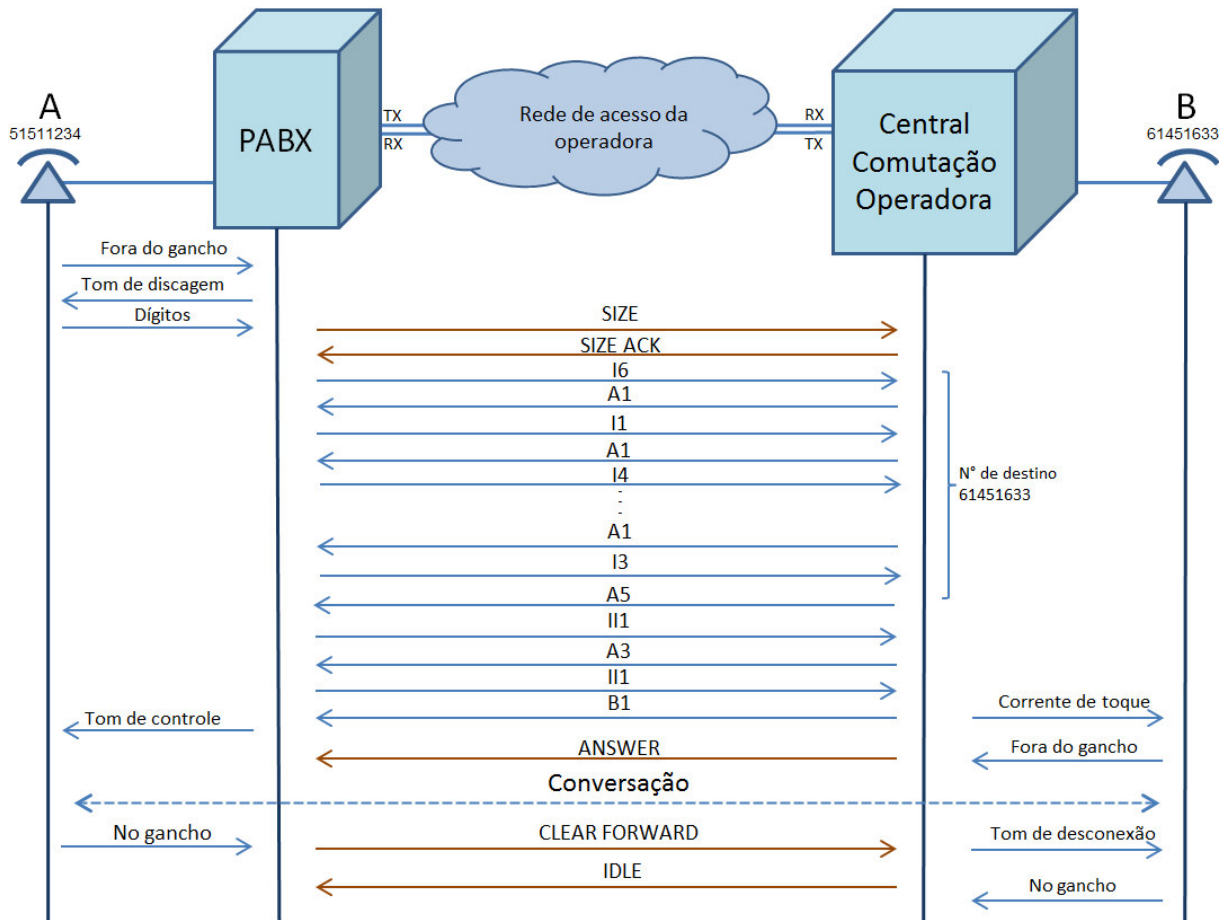 A
51511234
PABX
TX
RX
Rede de acesso da
operadora
RX
TX
Central
Comutação
Operadora
B
61451633
Fora do gancho
Tom de discagem
Dígitos
SIZE
SIZE ACK
I6
A1
I1
A1
I4
A1
I3
A5
N° de destino
61451633
II1
A3
II1
B1
Tom de controle
Corrente de toque
ANSWER
Fora do gancho
Conversação
No gancho
CLEAR FORWARD
Tom de desconexão
IDLE
No gancho